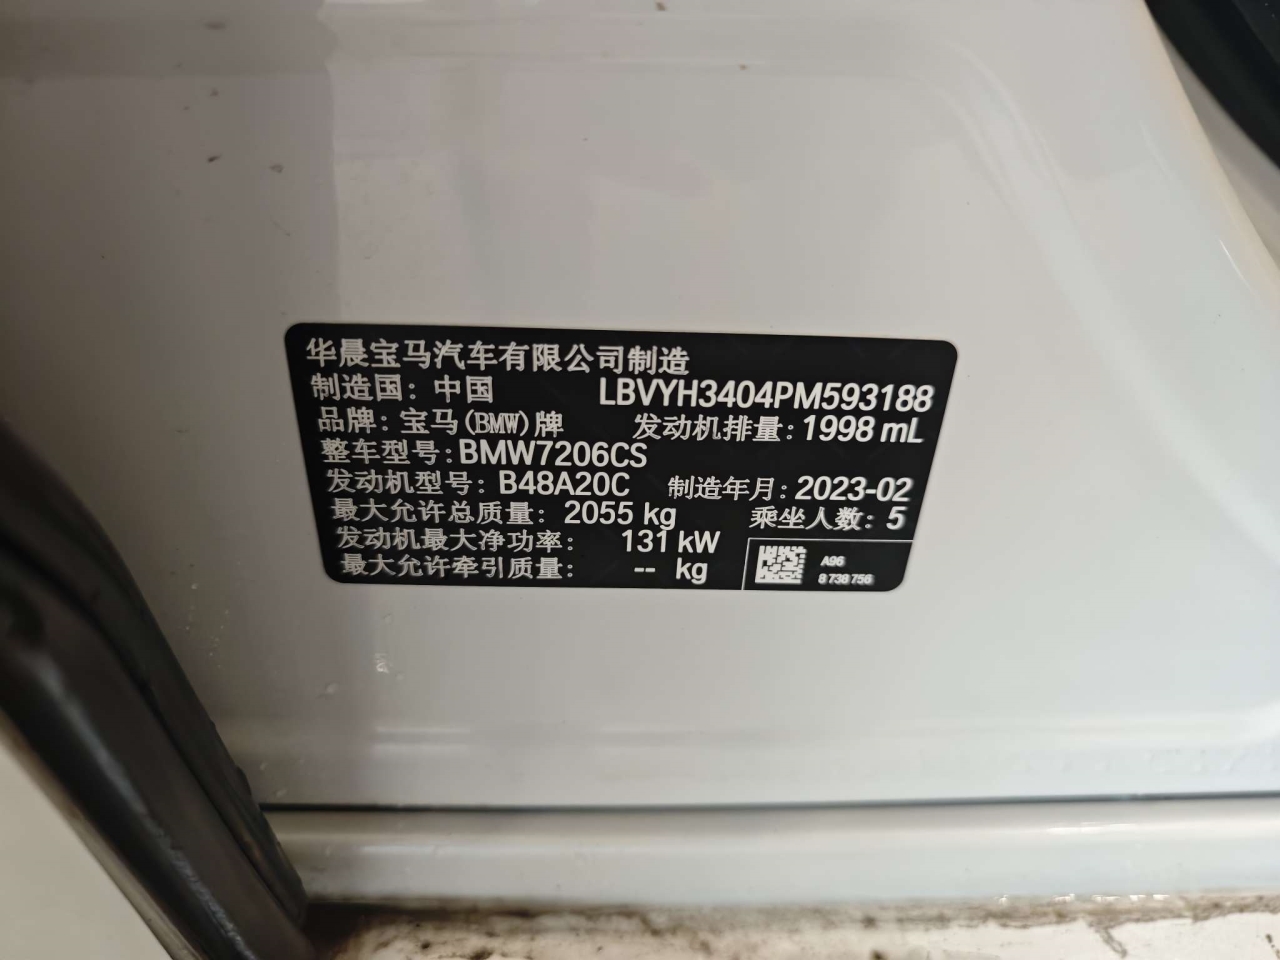 华晨宝马汽车有限公司制造
制造国: 中国 LBVYH3404PM593188
品牌: 宝马(BMW)牌 发动机排量: 1998 mL
整车型号: BMW7206CS
发动机型号: B48A20C 制造年月: 2023-02
最大允许总质量: 2055 kg 乘坐人数: 5
发动机最大净功率: 131 kW
最大允许牵引质量: -- kg
A96
8 738 756